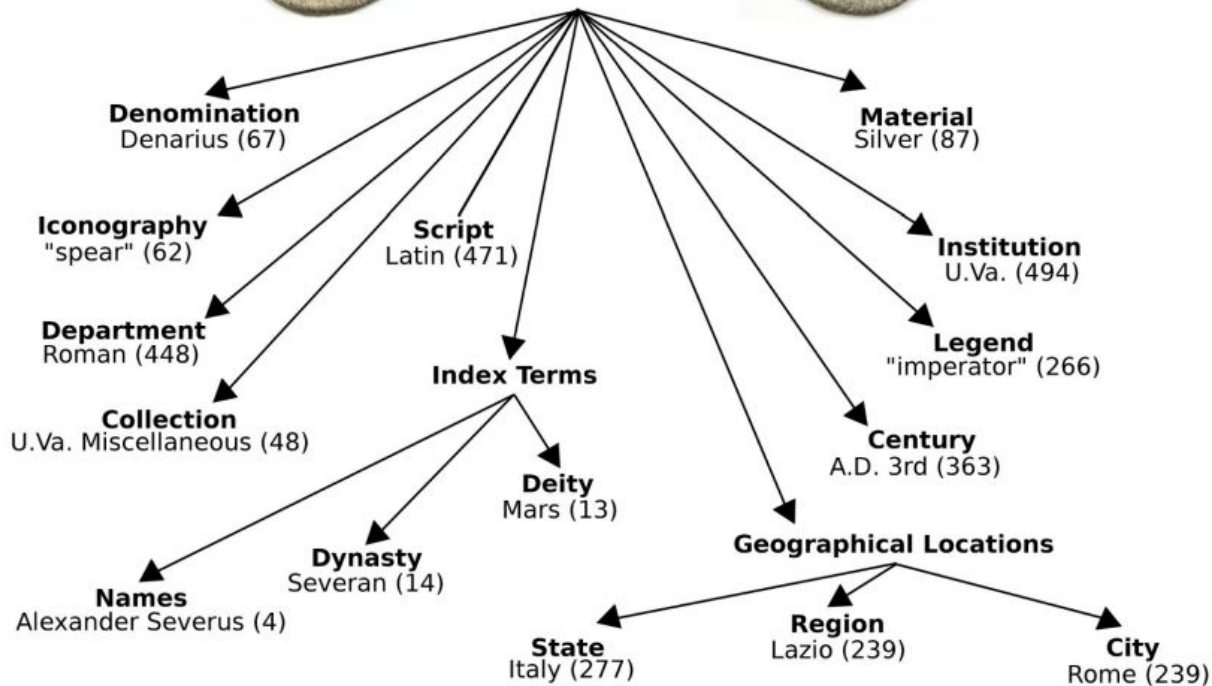 Denomination
Denarius (67)
Material
Silver (87)
Iconography
"spear" (62)
Script
Latin (471)
Institution
U.Va. (494)
Department
Roman (448)
Legend
"imperator" (266)
Index Terms
Collection
U.Va. Miscellaneous (48)
Century
A.D. 3rd (363)
Deity
Mars (13)
Geographical Locations
Dynasty
Severan (14)
Names
Alexander Severus (4)
State
Italy (277)
Region
Lazio (239)
City
Rome (239)